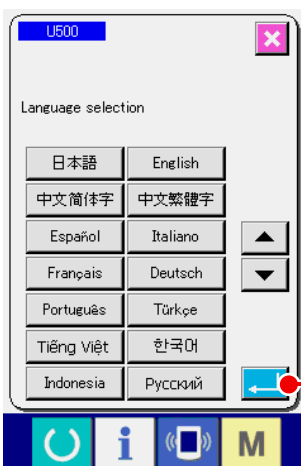 U500
Language selection
日本語 English
中文简体字 中文繁體字
Español Italiano
Français Deutsch
Português Türkçe
Tiếng Việt 한국어
Indonesia Русский
i M